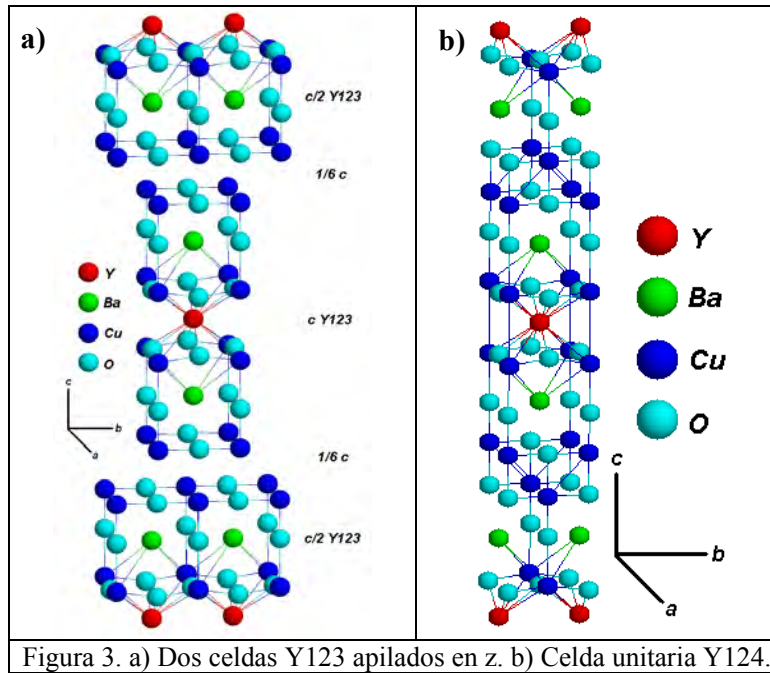 a)
c/2 Y123
1/6 c
Y
Ba
Cu
O
c Y123
c
b
a
1/6 c
c/2 Y123
b)
Y
Ba
Cu
O
c
b
a
Figura 3. a) Dos celdas Y123 apilados en z. b) Celda unitaria Y124.